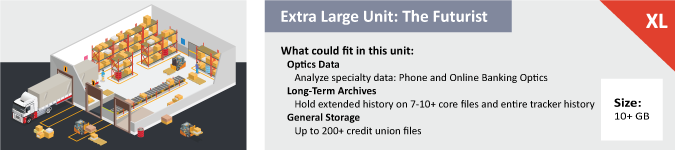 Extra Large Unit: The Futurist
XL
What could fit in this unit:
Optics Data
Analyze specialty data: Phone and Online Banking Optics
Long-Term Archives
Hold extended history on 7-10+ core files and entire tracker history
General Storage
Up to 200+ credit union files
Size:
10+ GB